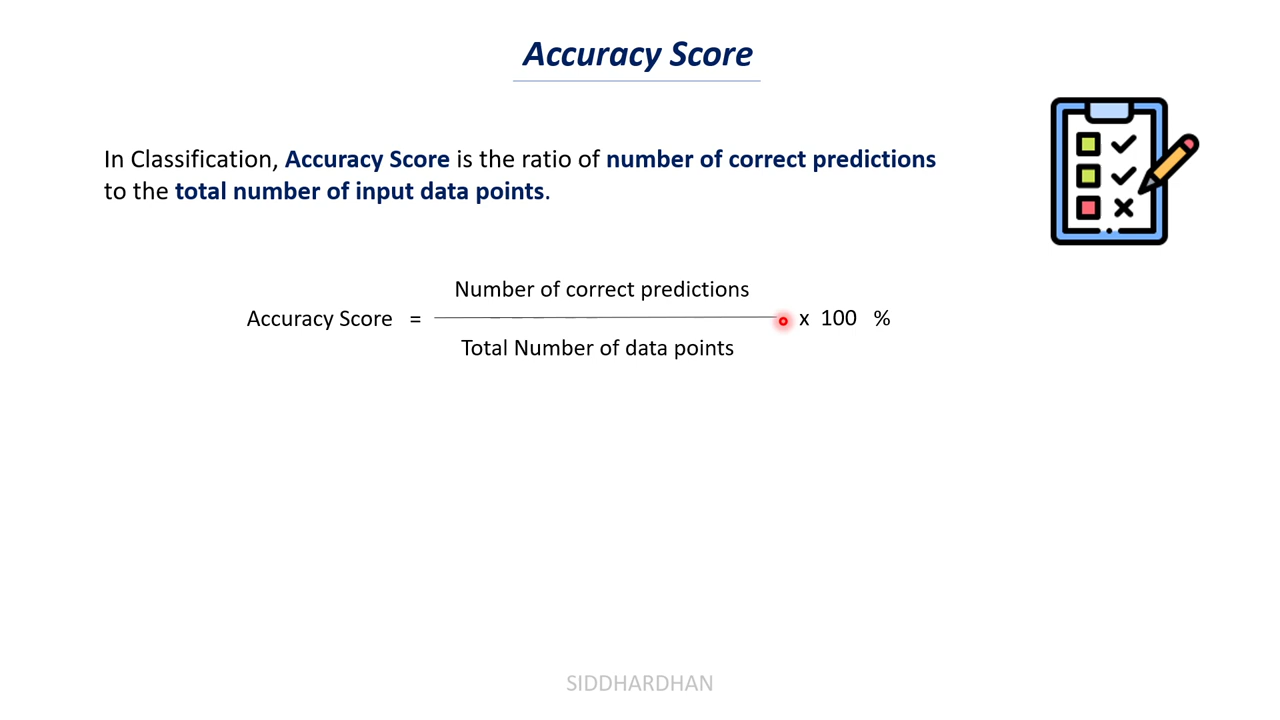 Accuracy Score
In Classification, Accuracy Score is the ratio of number of correct predictions
to the total number of input data points.
Number of correct predictions
Accuracy Score = x 100 %
Total Number of data points
SIDDHARDHAN